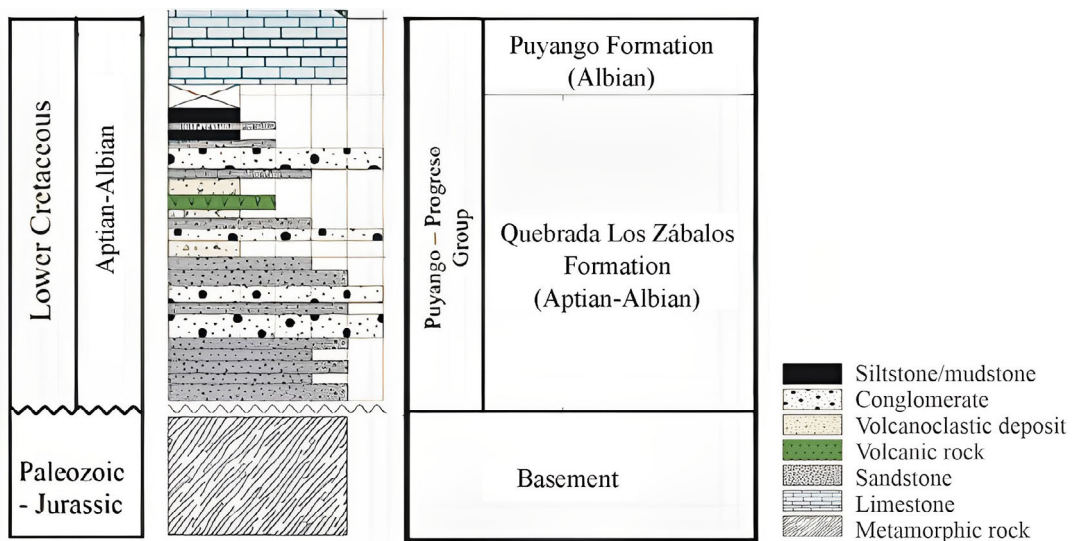 Lower Cretaceous
Aptian-Albian
Paleozoic
- Jurassic
Puyango – Progreso
Group
Puyango Formation
(Albian)
Quebrada Los Zábalos
Formation
(Aptian-Albian)
Basement
Siltstone/mudstone
Conglomerate
Volcanoclastic deposit
Volcanic rock
Sandstone
Limestone
Metamorphic rock